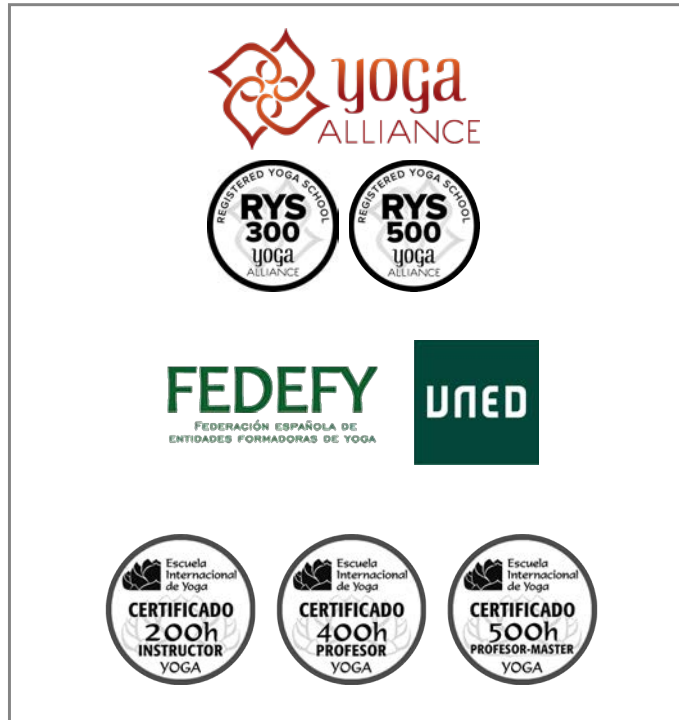 yoga
ALLIANCE
REGISTERED YOGA SCHOOL
RYS
300
yoga
ALLIANCE
REGISTERED YOGA SCHOOL
RYS
500
yoga
ALLIANCE
FEDEFY
FEDERACIÓN ESPAÑOLA DE
ENTIDADES FORMADORAS DE YOGA
UNED
Escuela
Internacional
de Yoga
CERTIFICADO
200h
INSTRUCTOR
YOGA
Escuela
Internacional
de Yoga
CERTIFICADO
400h
PROFESOR
YOGA
Escuela
Internacional
de Yoga
CERTIFICADO
500h
PROFESOR-MASTER
YOGA